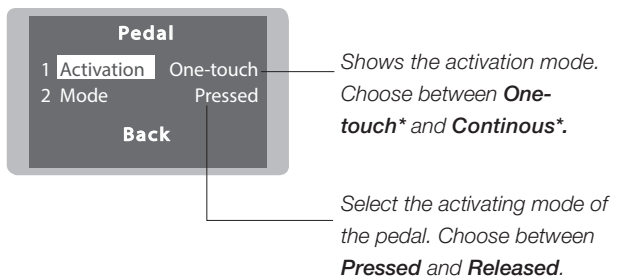 Pedal
1 Activation One-touch
2 Mode Pressed
Back
Shows the activation mode.
Choose between One-
touch* and Continous*.
Select the activating mode of
the pedal. Choose between
Pressed and Released.